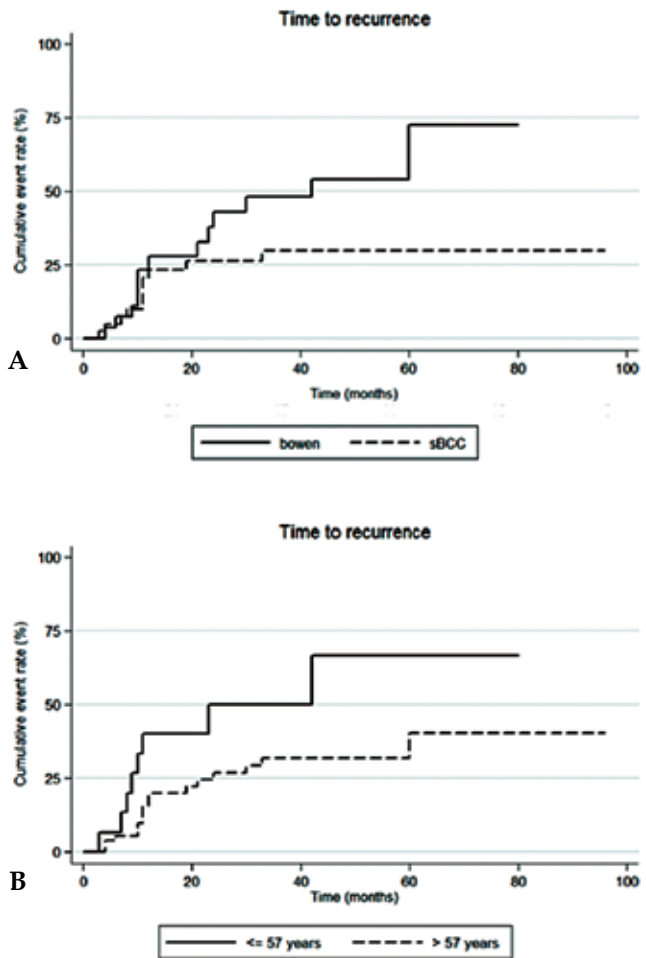 Time to recurrence
100
75
50
25
0
Cumulative event rate (%)
0 20 40 60 80 100
Time (months)
A
bowen sBCC
Time to recurrence
100
75
50
25
0
Cumulative event rate (%)
0 20 40 60 80 100
Time (months)
B
<= 57 years > 57 years